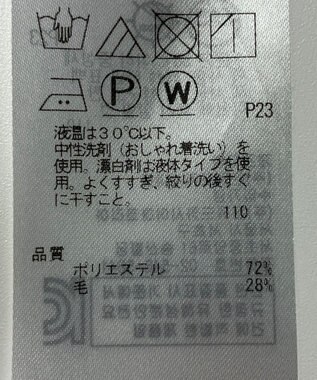 P W
P23
液温は30℃以下。
中性洗剤(おしゃれ着洗い)を
使用。漂白剤は液体タイプを使
用。よくすすぎ、絞りの後すぐ
に干すこと。
110
品質
ポリエステル 72%
毛 28%